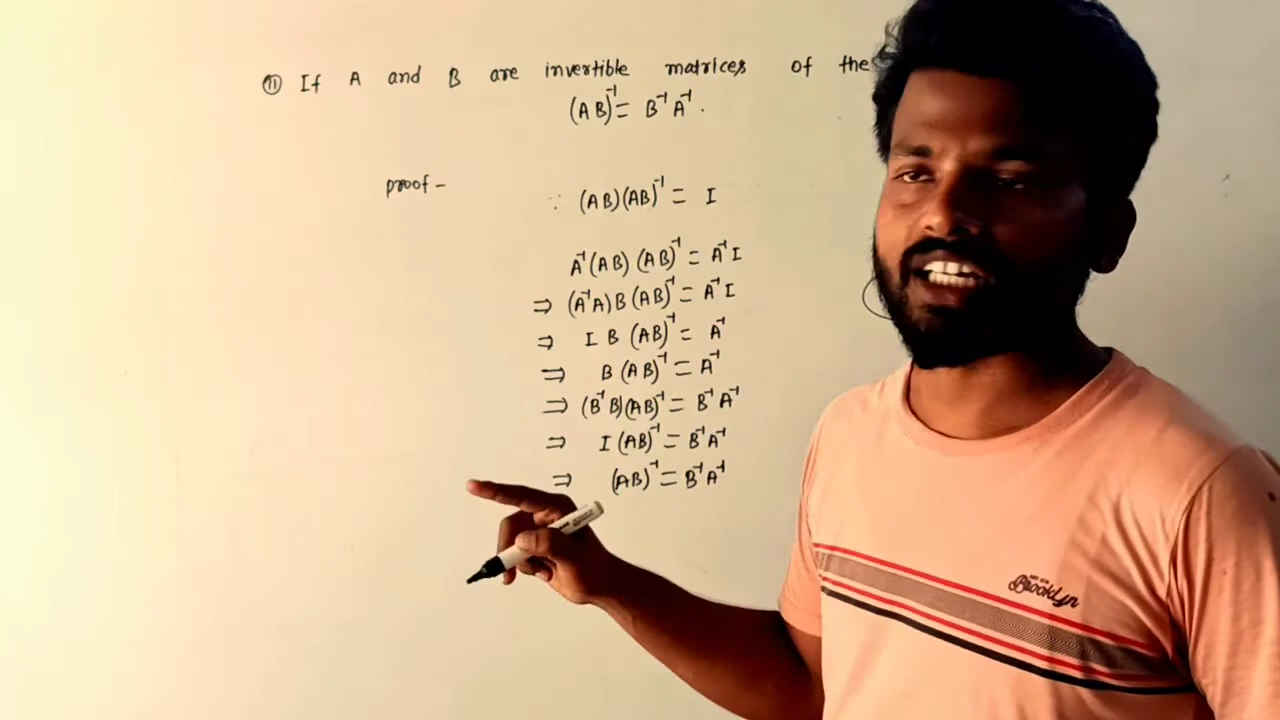 ⑪ If A and B are invertible matrices of the
(AB)⁻¹ = B⁻¹ A⁻¹.
proof -
∵ (AB)(AB)⁻¹ = I
A⁻¹(AB)(AB)⁻¹ = A⁻¹I
⇒ (A⁻¹A)B(AB)⁻¹ = A⁻¹I
⇒ I B (AB)⁻¹ = A⁻¹
⇒ B(AB)⁻¹ = A⁻¹
⇒ (B⁻¹B)(AB)⁻¹ = B⁻¹A⁻¹
⇒ I(AB)⁻¹ = B⁻¹A⁻¹
⇒ (AB)⁻¹ = B⁻¹A⁻¹
Brooklyn